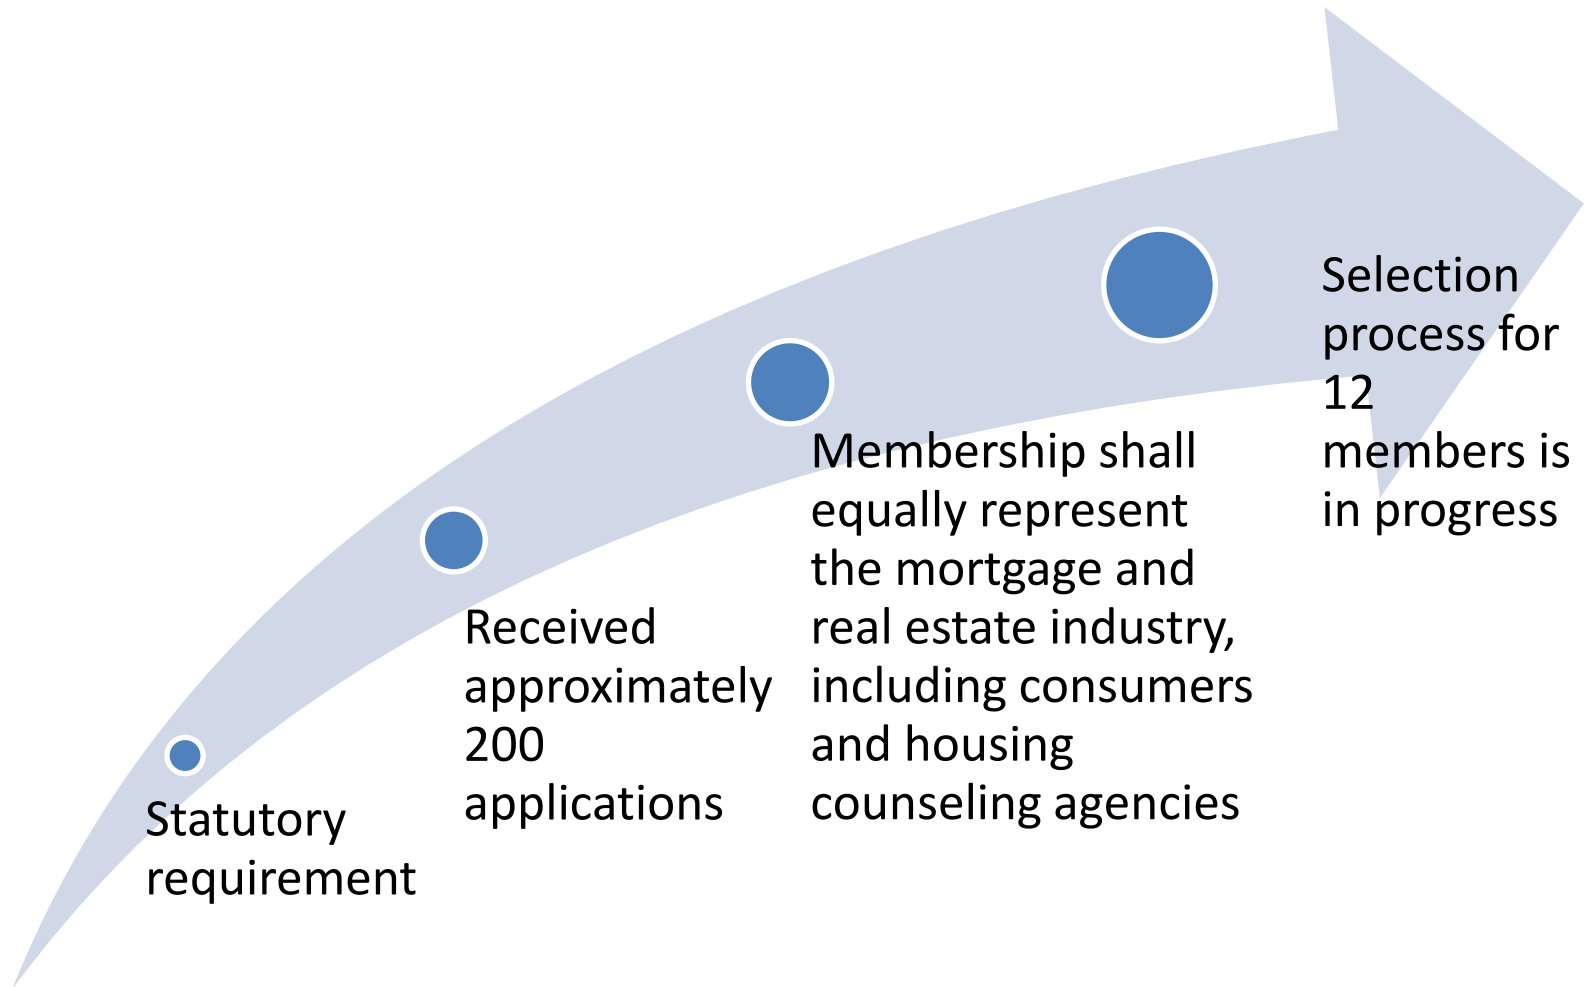 Statutory
requirement
Received
approximately
200
applications
Membership shall
equally represent
the mortgage and
real estate industry,
including consumers
and housing
counseling agencies
Selection
process for
12
members is
in progress